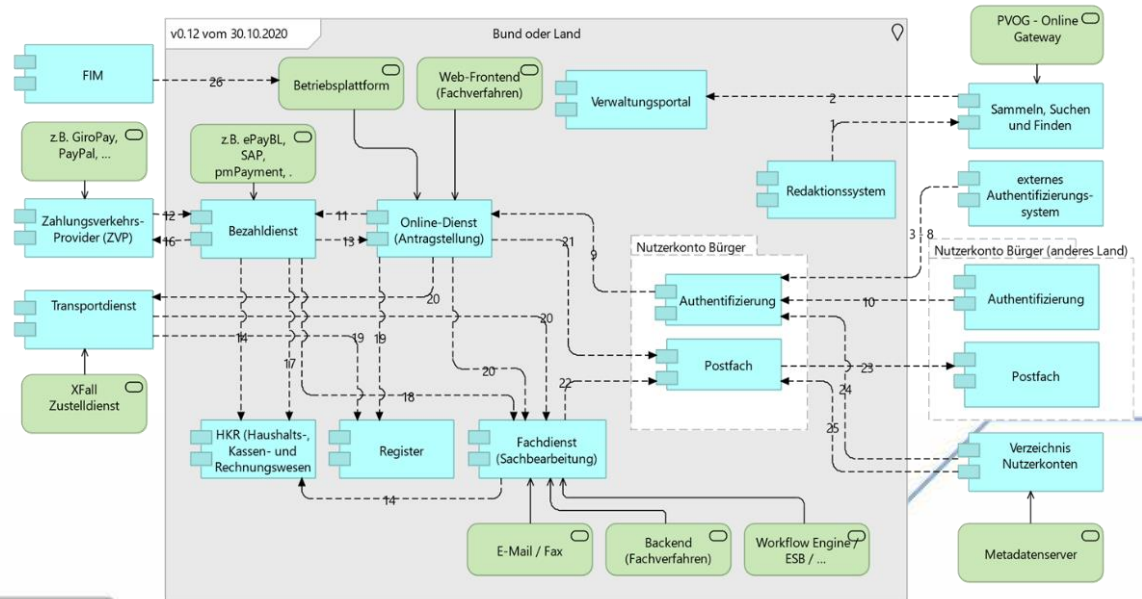 v0.12 vom 30.10.2020
Bund oder Land
PVOG - Online
Gateway
FIM
26
Betriebsplattform
Web-Frontend
(Fachverfahren)
Verwaltungsportal
2
1
Sammeln, Suchen
und Finden
z.B. GiroPay,
PayPal, ...
z.B. ePayBL,
SAP,
pmPayment, .
Redaktionssystem
externes
Authentifizierungs-
system
Zahlungsverkehrs-
Provider (ZVP)
12
16
Bezahldienst
11
13
Online-Dienst
(Antragstellung)
21
9
3
8
Nutzerkonto Bürger
Nutzerkonto Bürger (anderes Land)
Authentifizierung
10
Authentifizierung
Transportdienst
20
20
14
17
19
19
20
18
22
Postfach
23
Postfach
24
25
XFall
Zustelldienst
HKR (Haushalts-,
Kassen- und
Rechnungswesen
Register
Fachdienst
(Sachbearbeitung)
Verzeichnis
Nutzerkonten
14
E-Mail / Fax
Backend
(Fachverfahren)
Workflow Engine /
ESB / ...
Metadatenserver